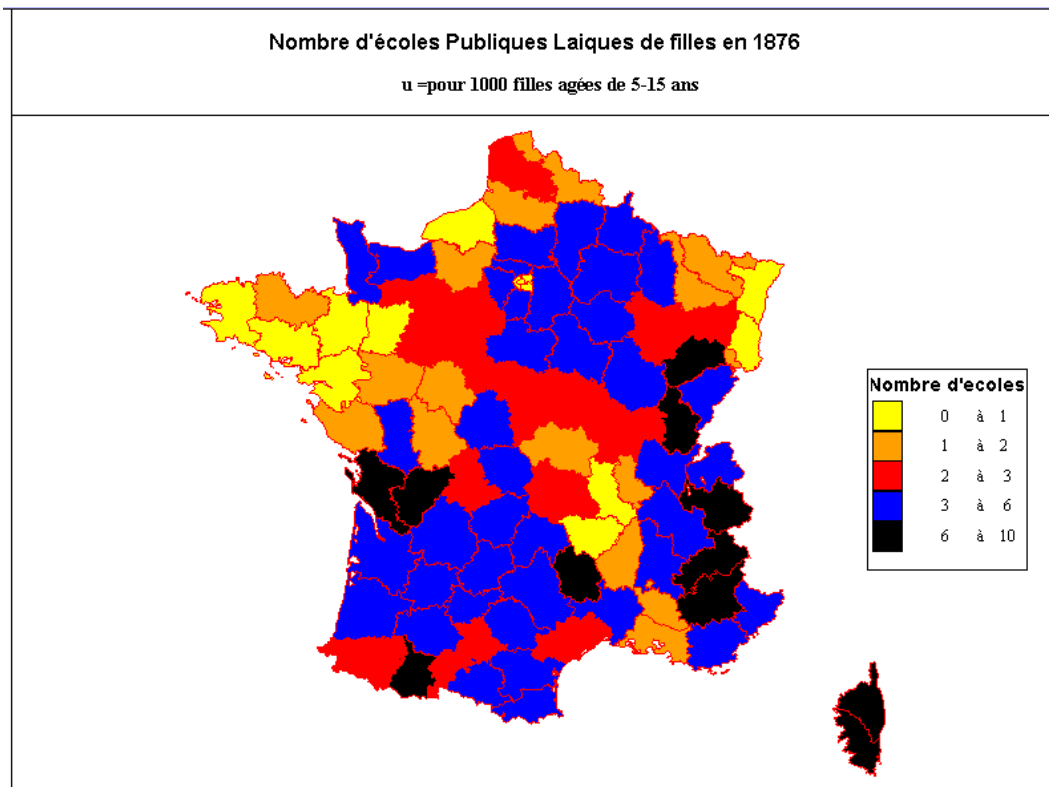 Nombre d'écoles Publiques Laiques de filles en 1876
u =pour 1000 filles agées de 5-15 ans
Nombre d'ecoles
0 à 1
1 à 2
2 à 3
3 à 6
6 à 10